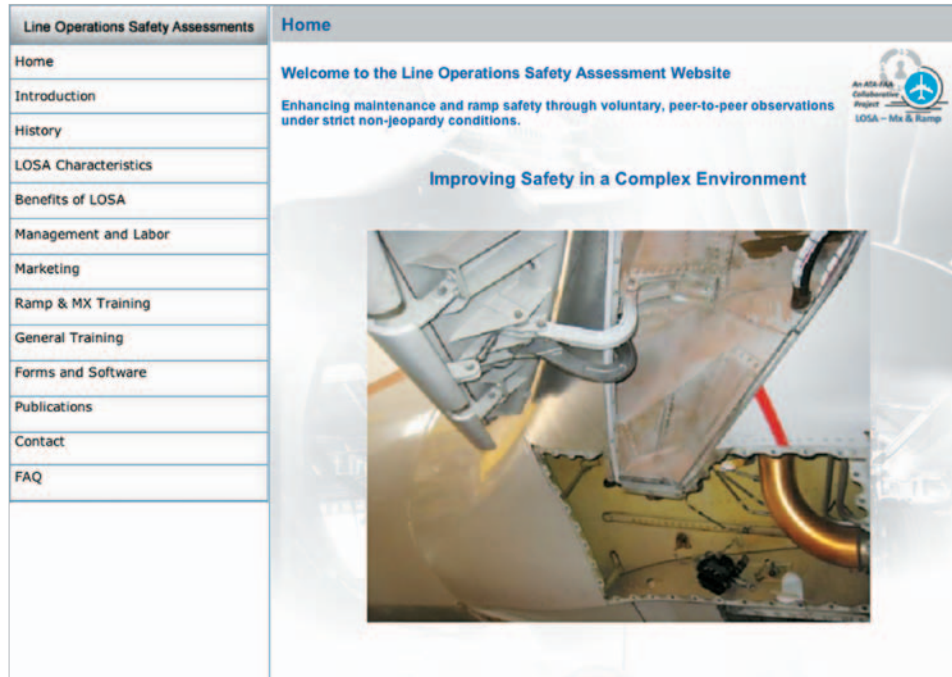 Line Operations Safety Assessments
Home
Introduction
History
LOSA Characteristics
Benefits of LOSA
Management and Labor
Marketing
Ramp & MX Training
General Training
Forms and Software
Publications
Contact
FAQ
Home
Welcome to the Line Operations Safety Assessment Website
Enhancing maintenance and ramp safety through voluntary, peer-to-peer observations
under strict non-jeopardy conditions.
An ATA-FAA
Collaborative
Project
LOSA – Mx & Ramp
Improving Safety in a Complex Environment